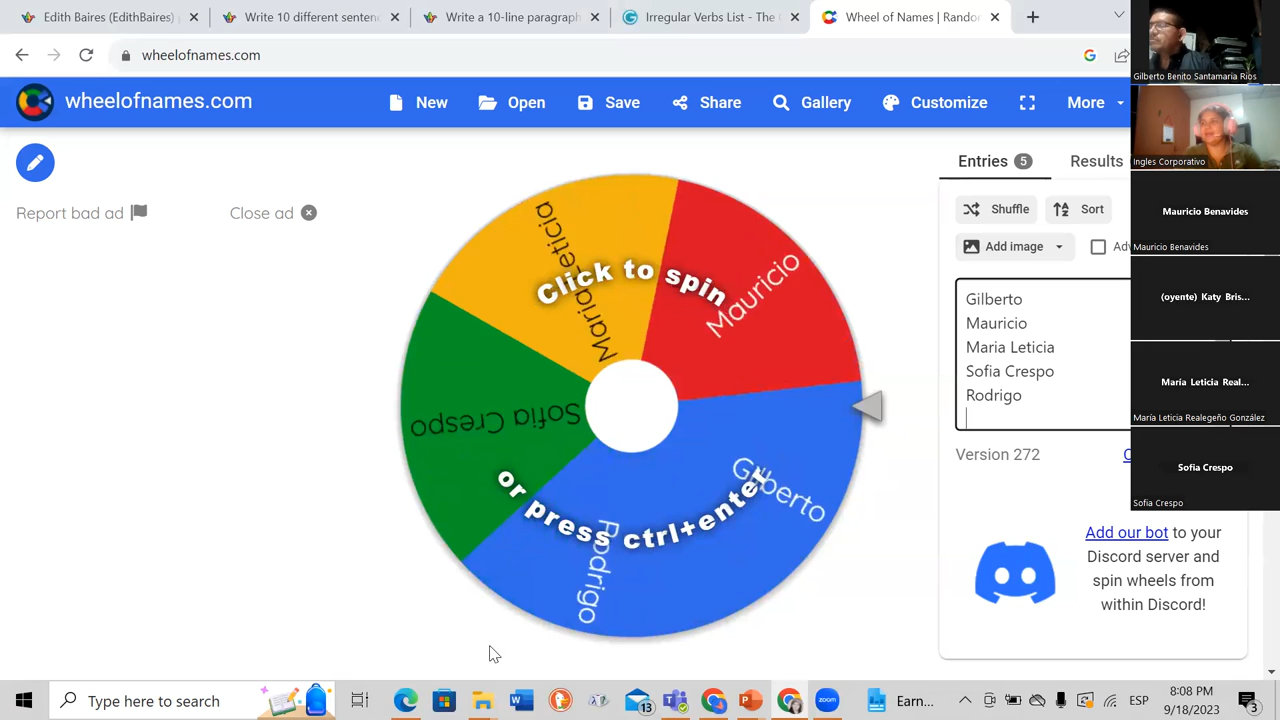 Edith Baires (EdithBaires)
Write 10 different senten
Write a 10-line paragraph
Irregular Verbs List - The
Wheel of Names | Rando
wheelofnames.com
wheelofnames.com
New
Open
Save
Share
Gallery
Customize
More
Report bad ad
Close ad
Entries 5
Results
Shuffle
Sort
Add image
Adv
Gilberto
Mauricio
Maria Leticia
Sofia Crespo
Rodrigo
Version 272
Add our bot to your
Discord server and
spin wheels from
within Discord!
Mauricio
Maria Leticia
Sofia Crespo
Rodrigo
Gilberto
Click to spin
or press ctrl+enter
Gilberto Benito Santamaria Rios
Ingles Corporativo
Mauricio Benavides
Mauricio Benavides
(oyente) Katy Bris...
María Leticia Real...
María Leticia Realegeño González
Sofia Crespo
Sofia Crespo
Type here to search
13
zoom
Earn...
ESP
8:08 PM
9/18/2023
3